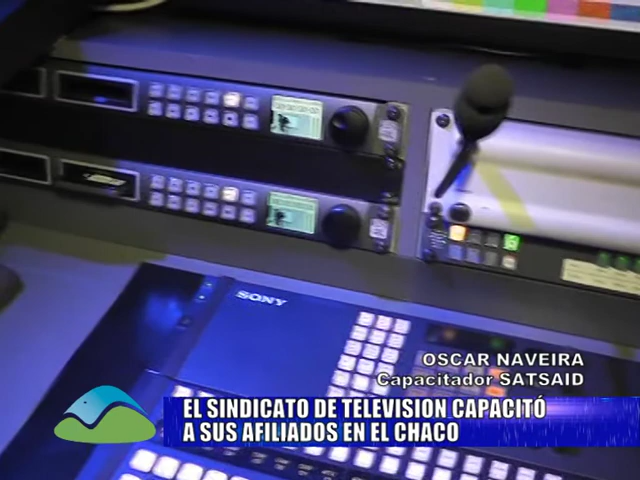 SONY
OSCAR NAVEIRA
Capacitador SATSAID
EL SINDICATO DE TELEVISION CAPACITÓ
A SUS AFILIADOS EN EL CHACO